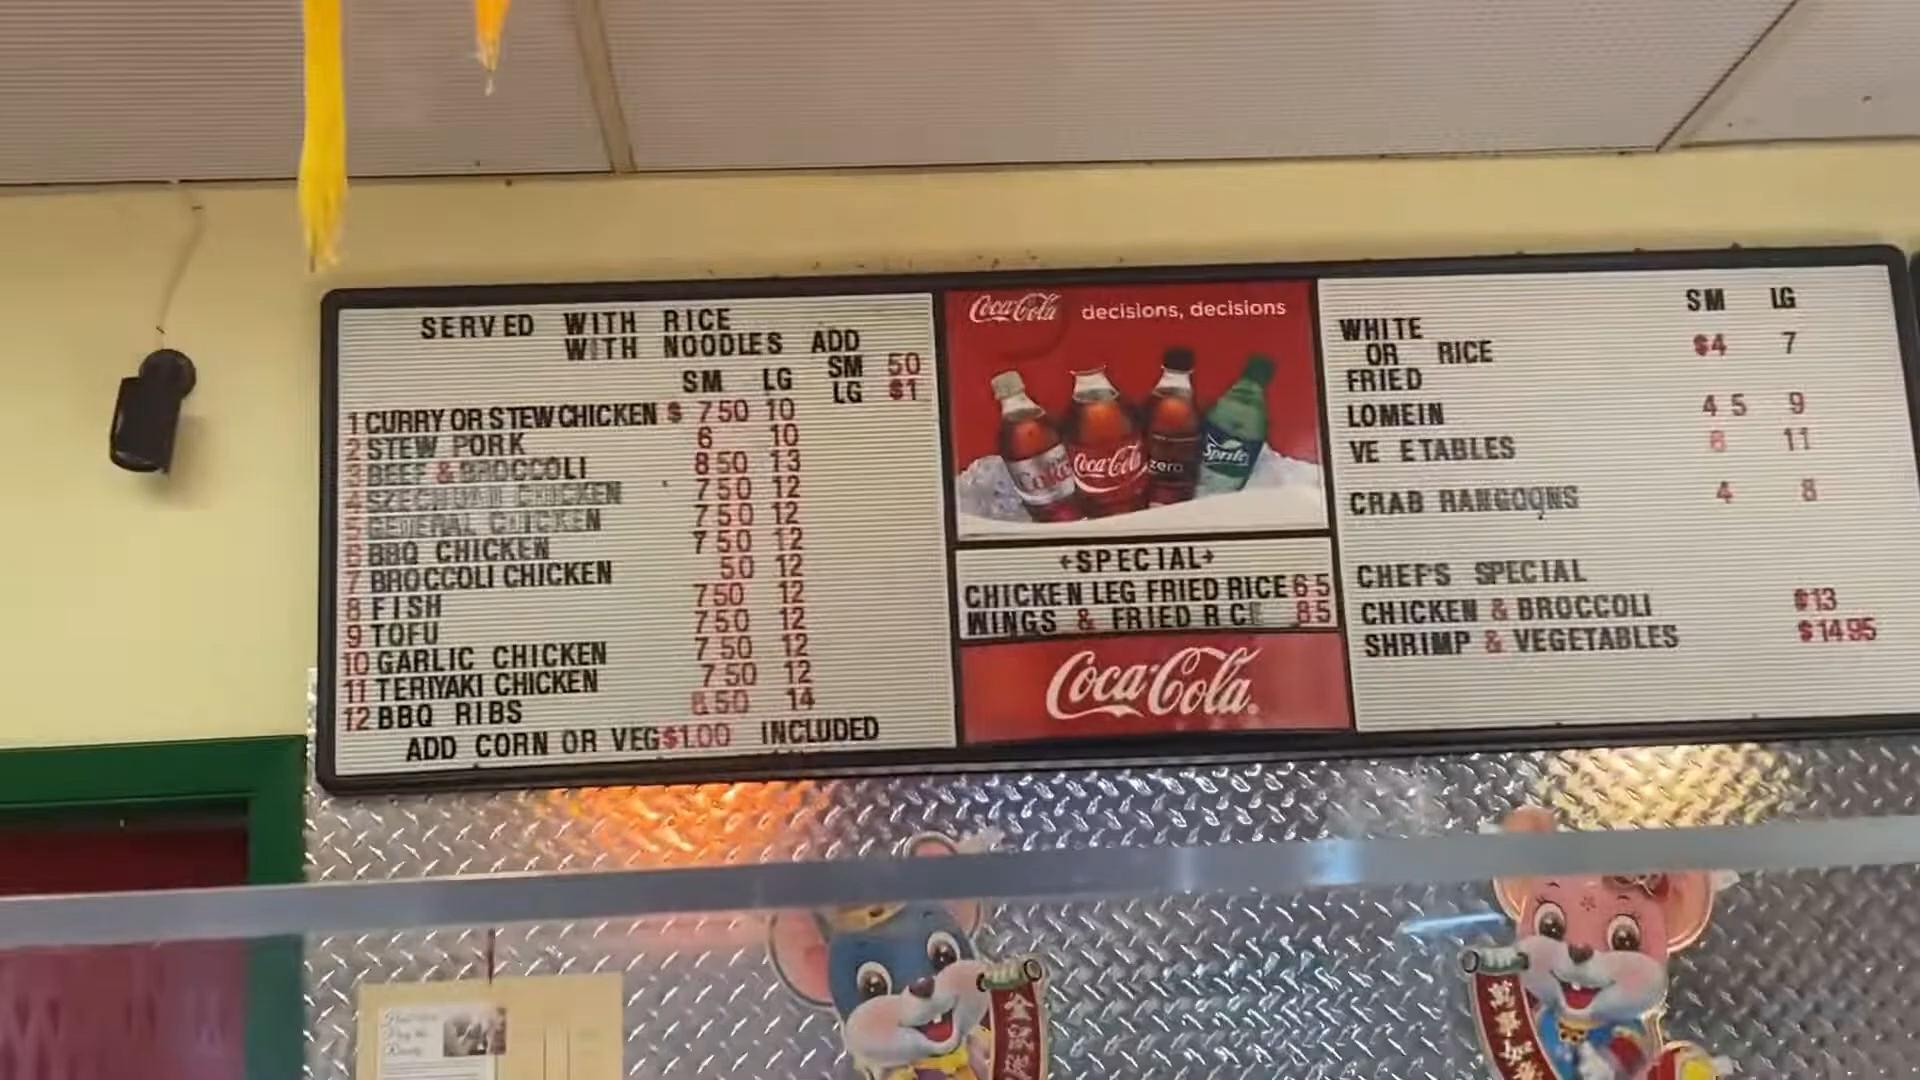 SERVED WITH RICE
WITH NOODLES ADD
SM 50
LG $1
SM LG
1 CURRY OR STEW CHICKEN $ 7 50 10
2 STEW PORK 6 10
3 BEEF & BROCCOLI 8 50 13
4 SZECHUAN CHICKEN 7 50 12
5 GENERAL CHICKEN 7 50 12
6 BBQ CHICKEN 7 50 12
7 BROCCOLI CHICKEN 50 12
8 FISH 7 50 12
9 TOFU 7 50 12
10 GARLIC CHICKEN 7 50 12
11 TERIYAKI CHICKEN 7 50 12
12 BBQ RIBS 8 50 14
ADD CORN OR VEG $1.00 INCLUDED
Coca-Cola decisions, decisions
Coca-Cola
zero
Sprite
SPECIAL
CHICKEN LEG FRIED RICE 6 5
WINGS & FRIED R CE 8 5
Coca-Cola
SM LG
WHITE
OR RICE $4 7
FRIED
LOMEIN 4 5 9
VE ETABLES 8 11
CRAB RANGOONS 4 8
CHEF'S SPECIAL
CHICKEN & BROCCOLI $13
SHRIMP & VEGETABLES $14 95